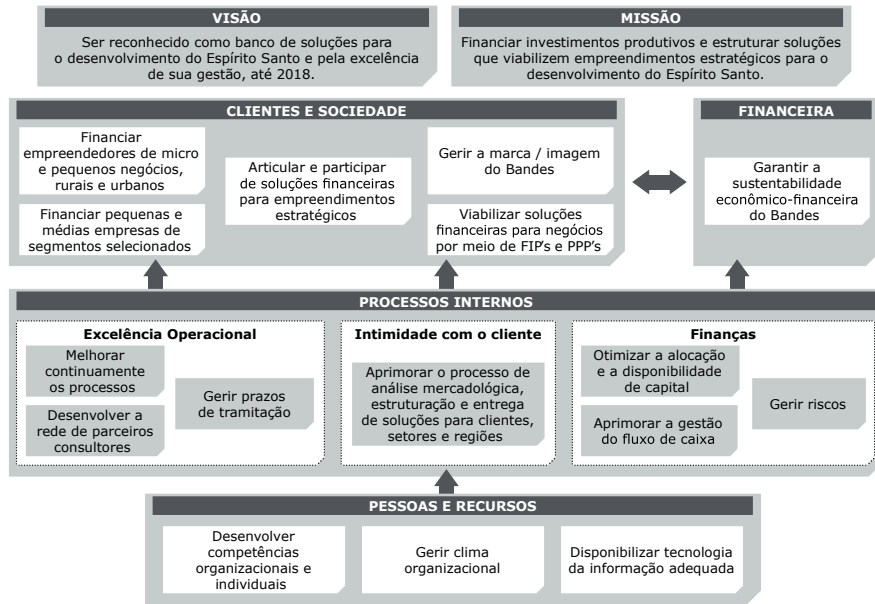 VISÃO
Ser reconhecido como banco de soluções para
o desenvolvimento do Espírito Santo e pela excelência
de sua gestão, até 2018.
MISSÃO
Financiar investimentos produtivos e estruturar soluções
que viabilizem empreendimentos estratégicos para o
desenvolvimento do Espírito Santo.
CLIENTES E SOCIEDADE
Financiar
empreendedores de micro
e pequenos negócios,
rurais e urbanos
Financiar pequenas e
médias empresas de
segmentos selecionados
Articular e participar
de soluções financeiras
para empreendimentos
estratégicos
Gerir a marca / imagem
do Bandes
Viabilizar soluções
financeiras para negócios
por meio de FIP's e PPP's
FINANCEIRA
Garantir a
sustentabilidade
econômico-financeira
do Bandes
PROCESSOS INTERNOS
Excelência Operacional
Melhorar
continuamente
os processos
Desenvolver a
rede de parceiros
consultores
Gerir prazos
de tramitação
Intimidade com o cliente
Aprimorar o processo de
análise mercadológica,
estruturação e entrega
de soluções para clientes,
setores e regiões
Finanças
Otimizar a alocação
e a disponibilidade
de capital
Aprimorar a gestão
do fluxo de caixa
Gerir riscos
PESSOAS E RECURSOS
Desenvolver
competências
organizacionais e
individuais
Gerir clima
organizacional
Disponibilizar tecnologia
da informação adequada